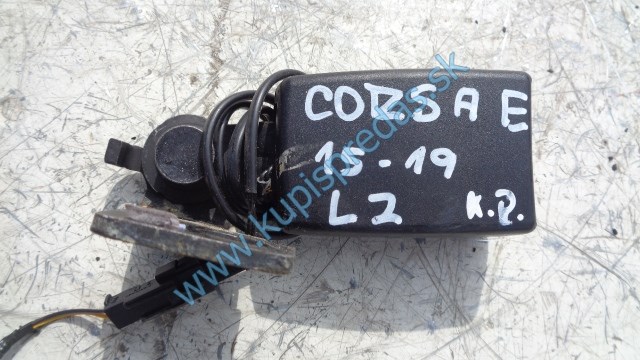 CORSA E
15-19
LZ K.P.
www.kupispredaj.sk